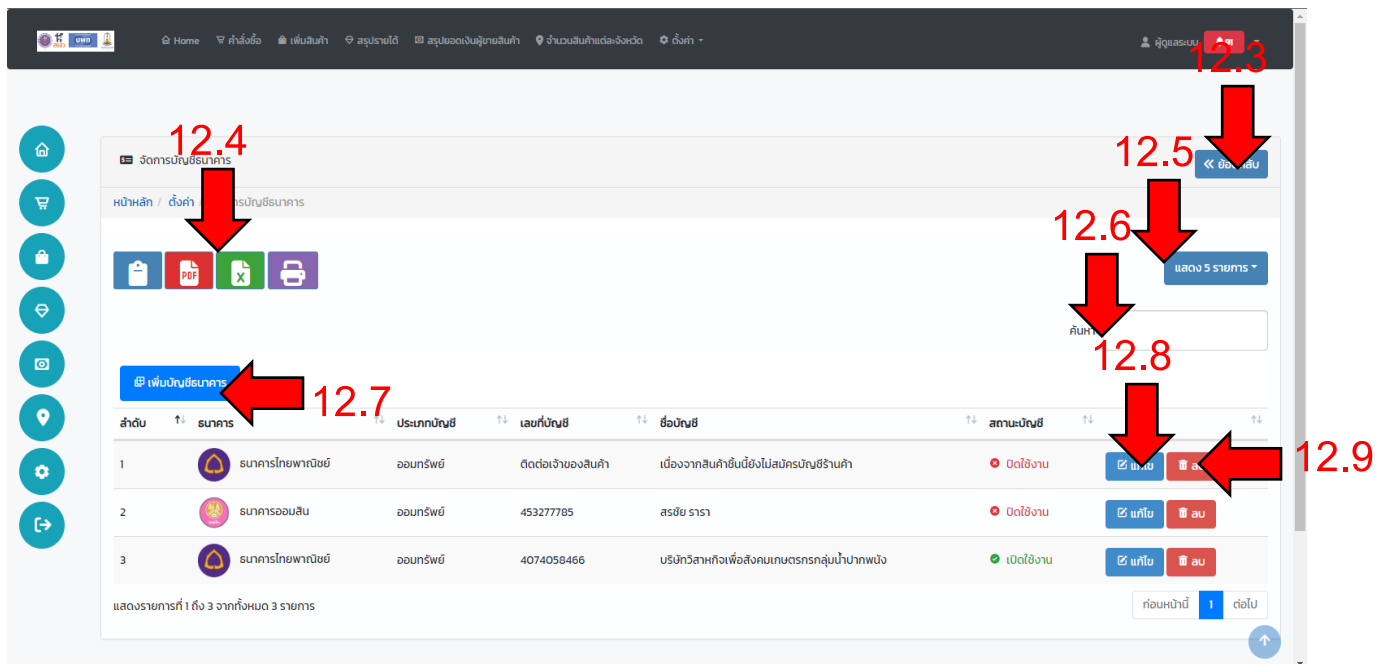 มพถ
Home คำสั่งซื้อ เพิ่มสินค้า สรุปรายได้ สรุปยอดเงินผู้ขายสินค้า จำนวนสินค้าแต่ละจังหวัด ตั้งค่า
ผู้ดูแลระบบ
12.3
12.4
12.5
จัดการบัญชีธนาคาร
หน้าหลัก / ตั้งค่า
12.6
PDF
X
แสดง 5 รายการ
12.8
เพิ่มบัญชีธนาคาร
12.7
ลำดับ ธนาคาร ประเภทบัญชี เลขที่บัญชี ชื่อบัญชี สถานะบัญชี
1 ธนาคารไทยพาณิชย์ ออมทรัพย์ ติดต่อเจ้าของสินค้า เนื่องจากสินค้าชิ้นนี้ยังไม่สมัครบัญชีร้านค้า ปิดใช้งาน แก้ไข
12.9
2 ธนาคารออมสิน ออมทรัพย์ 453277785 สรชัย รารา ปิดใช้งาน แก้ไข ลบ
3 ธนาคารไทยพาณิชย์ ออมทรัพย์ 4074058466 บริษัทวิสาหกิจเพื่อสังคมเกษตรกรกลุ่มน้ำปากพนัง เปิดใช้งาน แก้ไข ลบ
แสดงรายการที่ 1 ถึง 3 จากทั้งหมด 3 รายการ
ก่อนหน้านี้ 1 ต่อไป